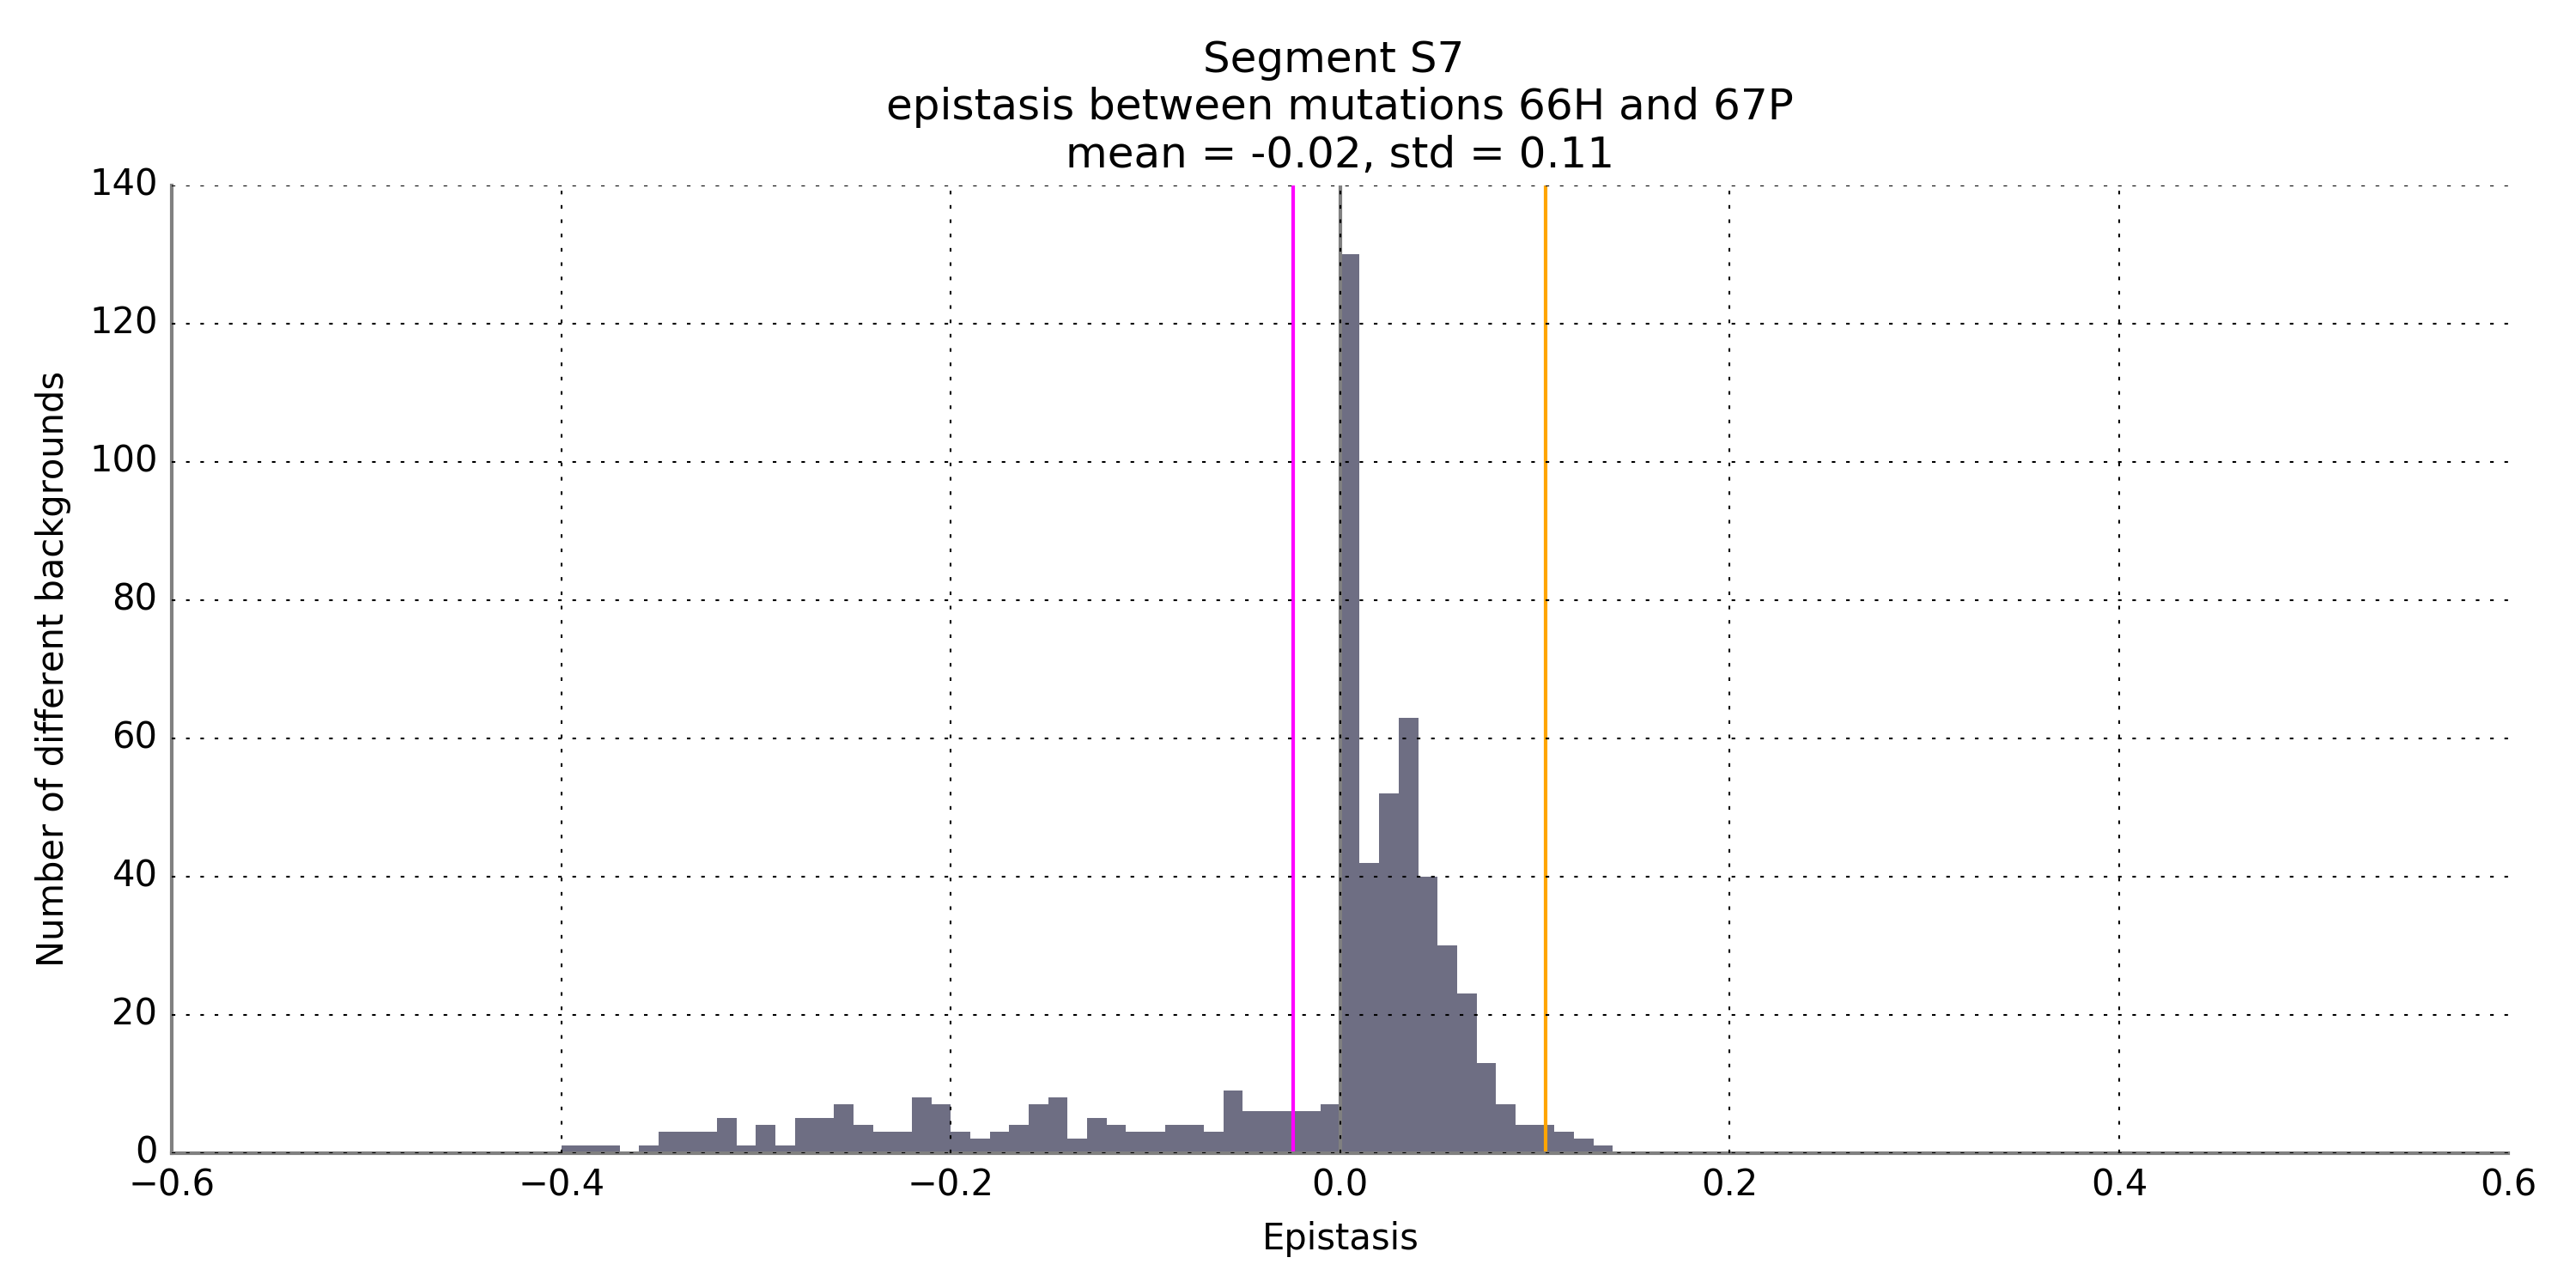 Segment S7
epistasis between mutations 66H and 67P
mean = -0.02, std = 0.11
140
120
100
80
60
40
20
0
Number of different backgrounds
−0.6 −0.4 −0.2 0.0 0.2 0.4 0.6
Epistasis